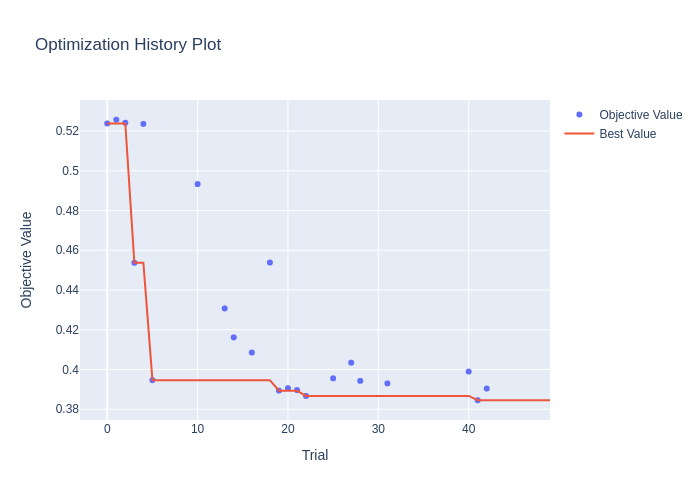 Optimization History Plot
Objective Value
Best Value
0.52
0.5
0.48
0.46
0.44
0.42
0.4
0.38
Objective Value
0 10 20 30 40
Trial